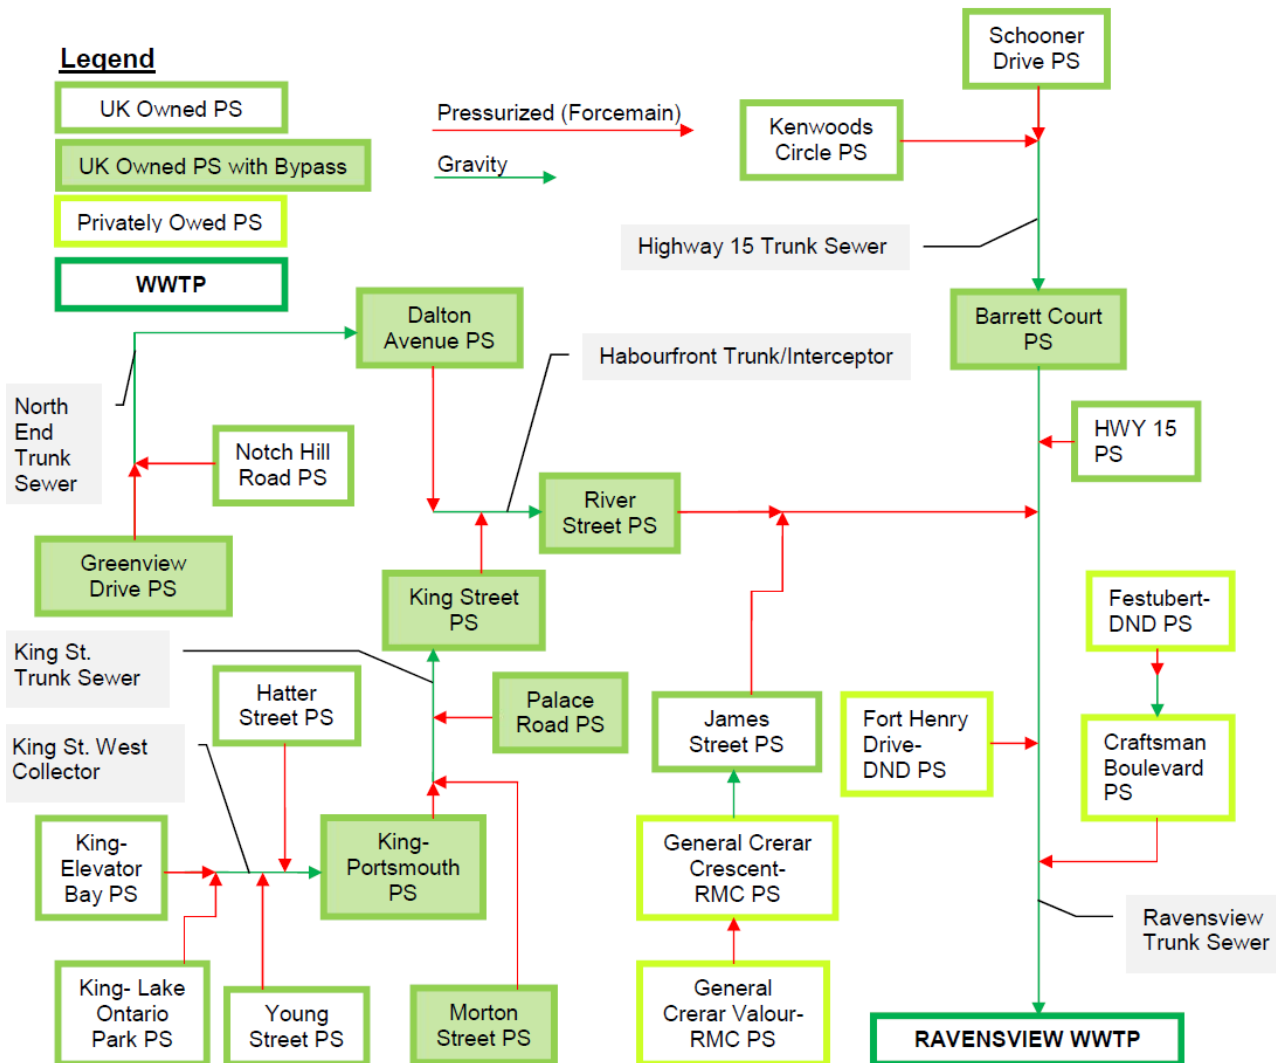 Legend
UK Owned PS
UK Owned PS with Bypass
Privately Owed PS
WWTP
Pressurized (Forcemain)
Gravity
Schooner
Drive PS
Kenwoods
Circle PS
Highway 15 Trunk Sewer
Dalton
Avenue PS
Barrett Court
PS
Habourfront Trunk/Interceptor
North
End
Trunk
Sewer
Notch Hill
Road PS
HWY 15
PS
River
Street PS
Greenview
Drive PS
King Street
PS
Festubert-
DND PS
King St.
Trunk Sewer
Hatter
Street PS
Palace
Road PS
James
Street PS
Fort Henry
Drive-
DND PS
Craftsman
Boulevard
PS
King St. West
Collector
King-
Elevator
Bay PS
King-
Portsmouth
PS
General Crerar
Crescent-
RMC PS
Ravensview
Trunk Sewer
King- Lake
Ontario
Park PS
Young
Street PS
Morton
Street PS
General
Crerar Valour-
RMC PS
RAVENSVIEW WWTP